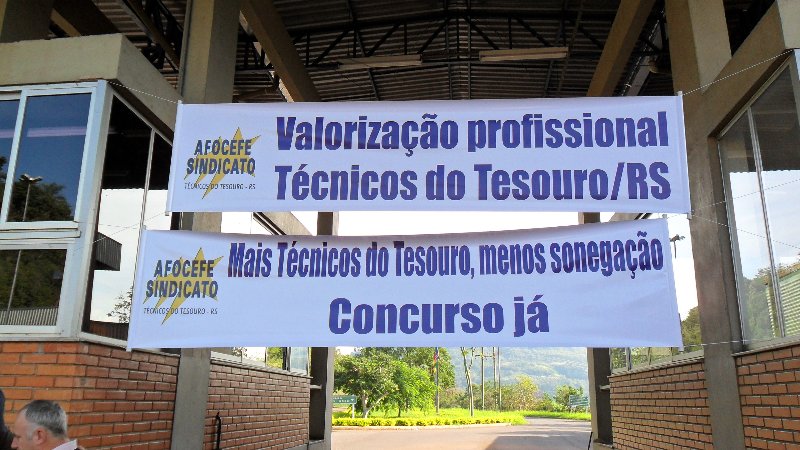 AFOCEFE
SINDICATO
TÉCNICOS DO TESOURO - RS
Valorização profissional
Técnicos do Tesouro/RS
AFOCEFE
SINDICATO
TÉCNICOS DO TESOURO - RS
Mais Técnicos do Tesouro, menos sonegação
Concurso já